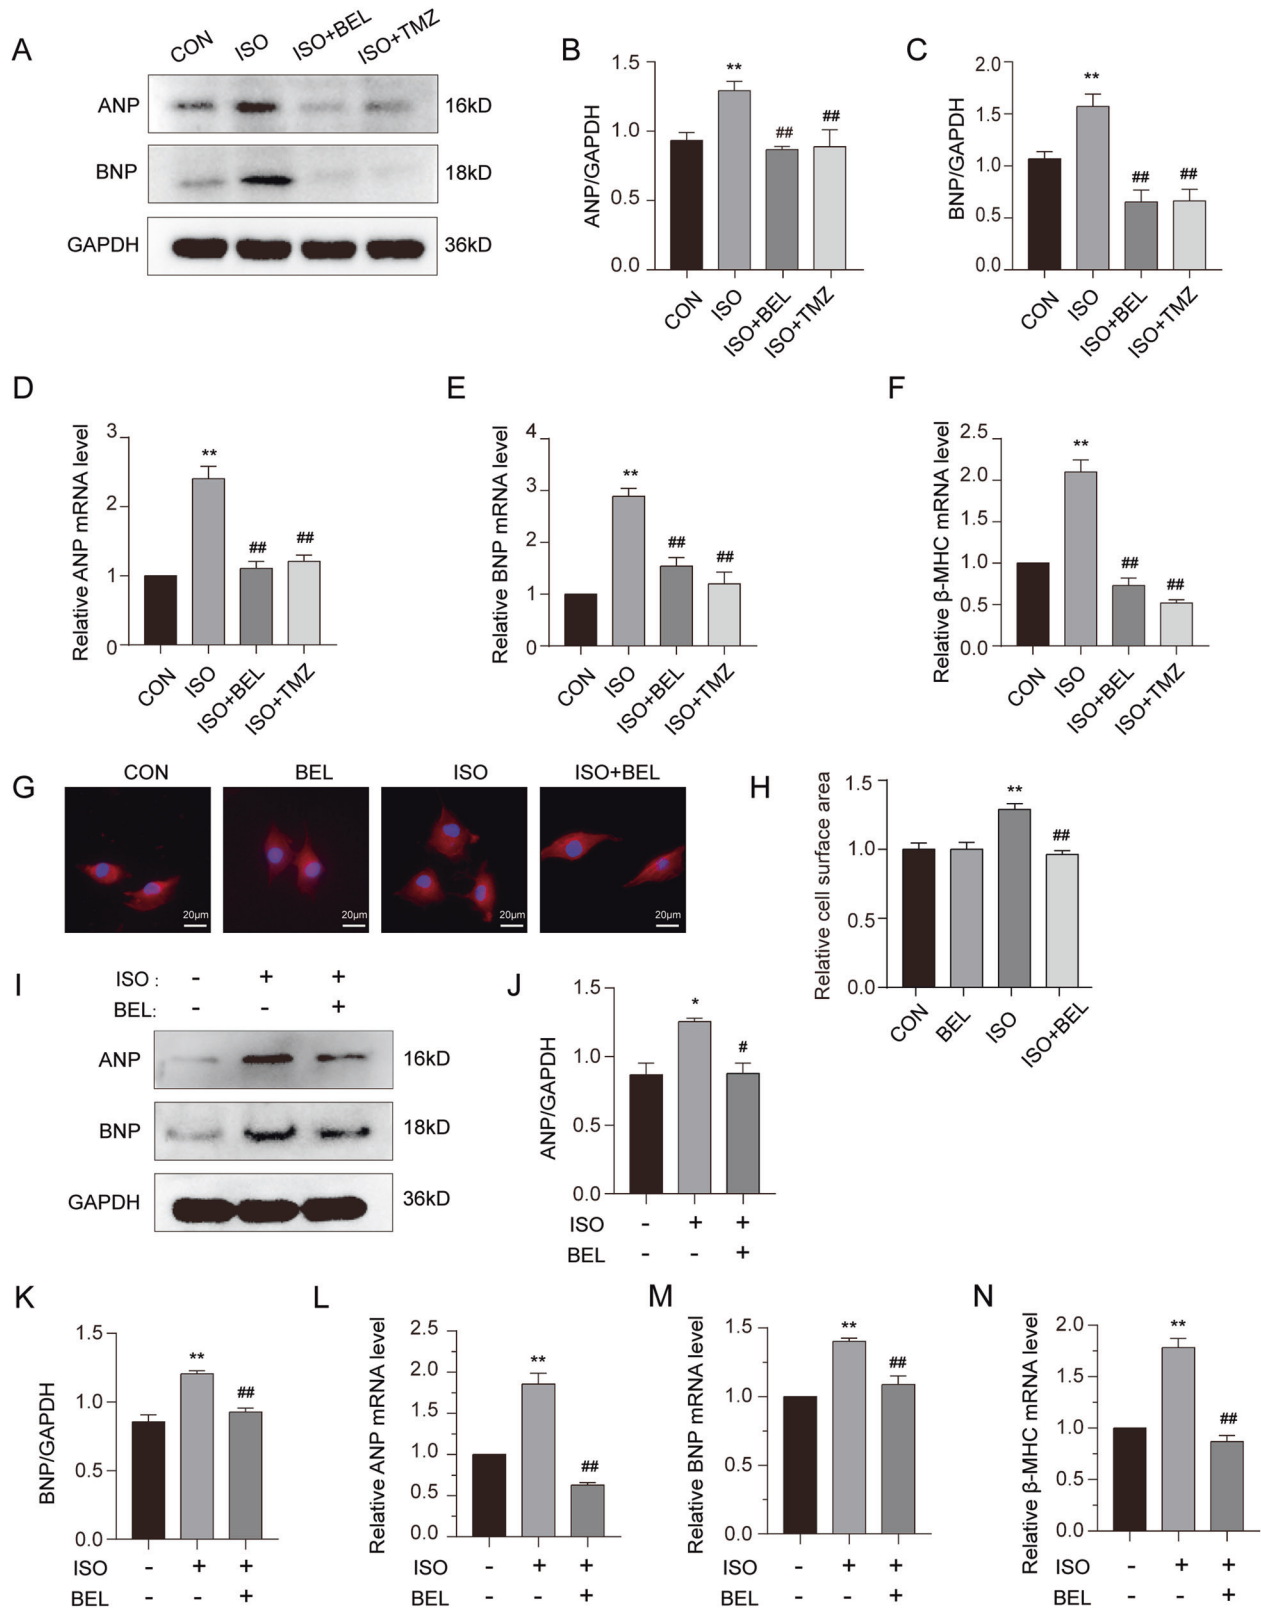 A
CON ISO ISO+BEL ISO+TMZ
ANP 16kD
BNP 18kD
GAPDH 36kD
B
ANP/GAPDH
1.5
1.0
0.5
0.0
**
##
##
CON ISO ISO+BEL ISO+TMZ
C
BNP/GAPDH
2.0
1.5
1.0
0.5
0.0
**
##
##
CON ISO ISO+BEL ISO+TMZ
D
Relative ANP mRNA level
3
2
1
0
**
##
##
CON ISO ISO+BEL ISO+TMZ
E
Relative BNP mRNA level
4
3
2
1
0
**
##
##
CON ISO ISO+BEL ISO+TMZ
F
Relative β-MHC mRNA level
2.5
2.0
1.5
1.0
0.5
0.0
**
##
##
CON ISO ISO+BEL ISO+TMZ
G
CON BEL ISO ISO+BEL
20μm 20μm 20μm 20μm
H
Relative cell surface area
1.5
1.0
0.5
0.0
**
##
CON BEL ISO ISO+BEL
I
ISO : - + +
BEL: - - +
ANP 16kD
BNP 18kD
GAPDH 36kD
J
ANP/GAPDH
1.5
1.0
0.5
0.0
*
#
ISO - + +
BEL - - +
K
BNP/GAPDH
1.5
1.0
0.5
0.0
**
##
ISO - + +
BEL - - +
L
Relative ANP mRNA level
2.5
2.0
1.5
1.0
0.5
0.0
**
##
ISO - + +
BEL - - +
M
Relative BNP mRNA level
1.5
1.0
0.5
0.0
**
##
ISO - + +
BEL - - +
N
Relative β-MHC mRNA level
2.0
1.5
1.0
0.5
0.0
**
##
ISO - + +
BEL - - +